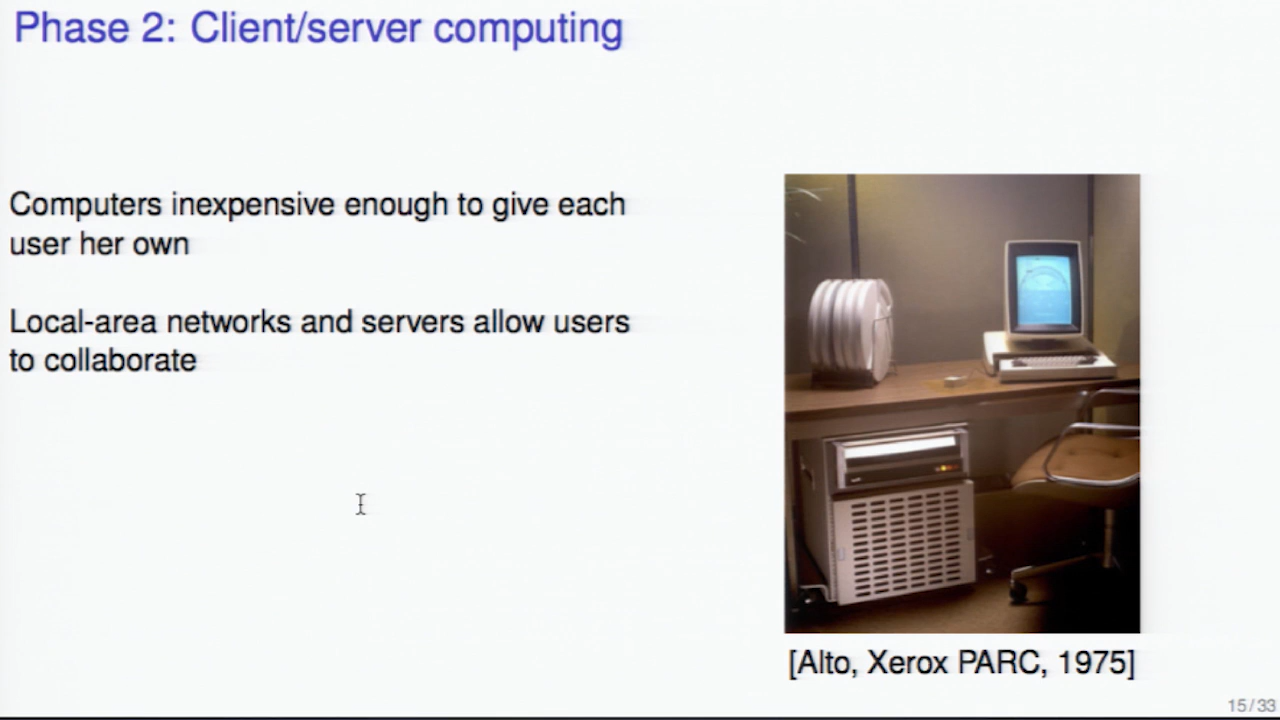 Phase 2: Client/server computing
Computers inexpensive enough to give each
user her own
Local-area networks and servers allow users
to collaborate
[Alto, Xerox PARC, 1975]
15/33